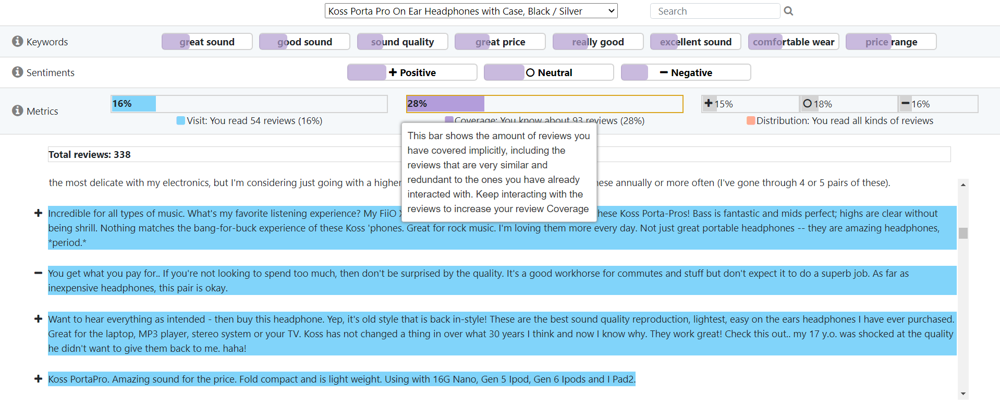 Koss Porta Pro On Ear Headphones with Case, Black / Silver
Search
Keywords
great sound
good sound
sound quality
great price
really good
excellent sound
comfortable wear
price range
Sentiments
Positive
Neutral
Negative
Metrics
16%
28%
15%
18%
16%
Visit: You read 54 reviews (16%)
Coverage: You know about 93 reviews (28%)
Distribution: You read all kinds of reviews
This bar shows the amount of reviews you
have covered implicitly, including the
reviews that are very similar and
redundant to the ones you have already
interacted with. Keep interacting with the
reviews to increase your review Coverage
Total reviews: 338
the most delicate with my electronics, but I'm considering just going with a higher annually or more often (I've gone through 4 or 5 pairs of these).
Incredible for all types of music. What's my favorite listening experience? My FiiO Koss Porta-Pros! Bass is fantastic and mids perfect; highs are clear without
being shrill. Nothing matches the bang-for-buck experience of these Koss 'phones. Great for rock music. I'm loving them more every day. Not just great portable headphones -- they are amazing headphones,
*period.*
You get what you pay for.. If you're not looking to spend too much, then don't be surprised by the quality. It's a good workhorse for commutes and stuff but don't expect it to do a superb job. As far as
inexpensive headphones, this pair is okay.
Want to hear everything as intended - then buy this headphone. Yep, it's old style that is back in-style! These are the best sound quality reproduction, lightest, easy on the ears headphones I have ever purchased.
Great for the laptop, MP3 player, stereo system or your TV. Koss has not changed a thing in over what 30 years I think and now I know why. They work great! Check this out.. my 17 y.o. was shocked at the quality
he didn't want to give them back to me. haha!
Koss PortaPro. Amazing sound for the price. Fold compact and is light weight. Using with 16G Nano, Gen 5 Ipod, Gen 6 Ipods and I Pad2.